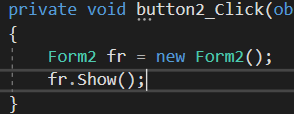 private void button2_Click(ob
{
Form2 fr = new Form2();
fr.Show();
}